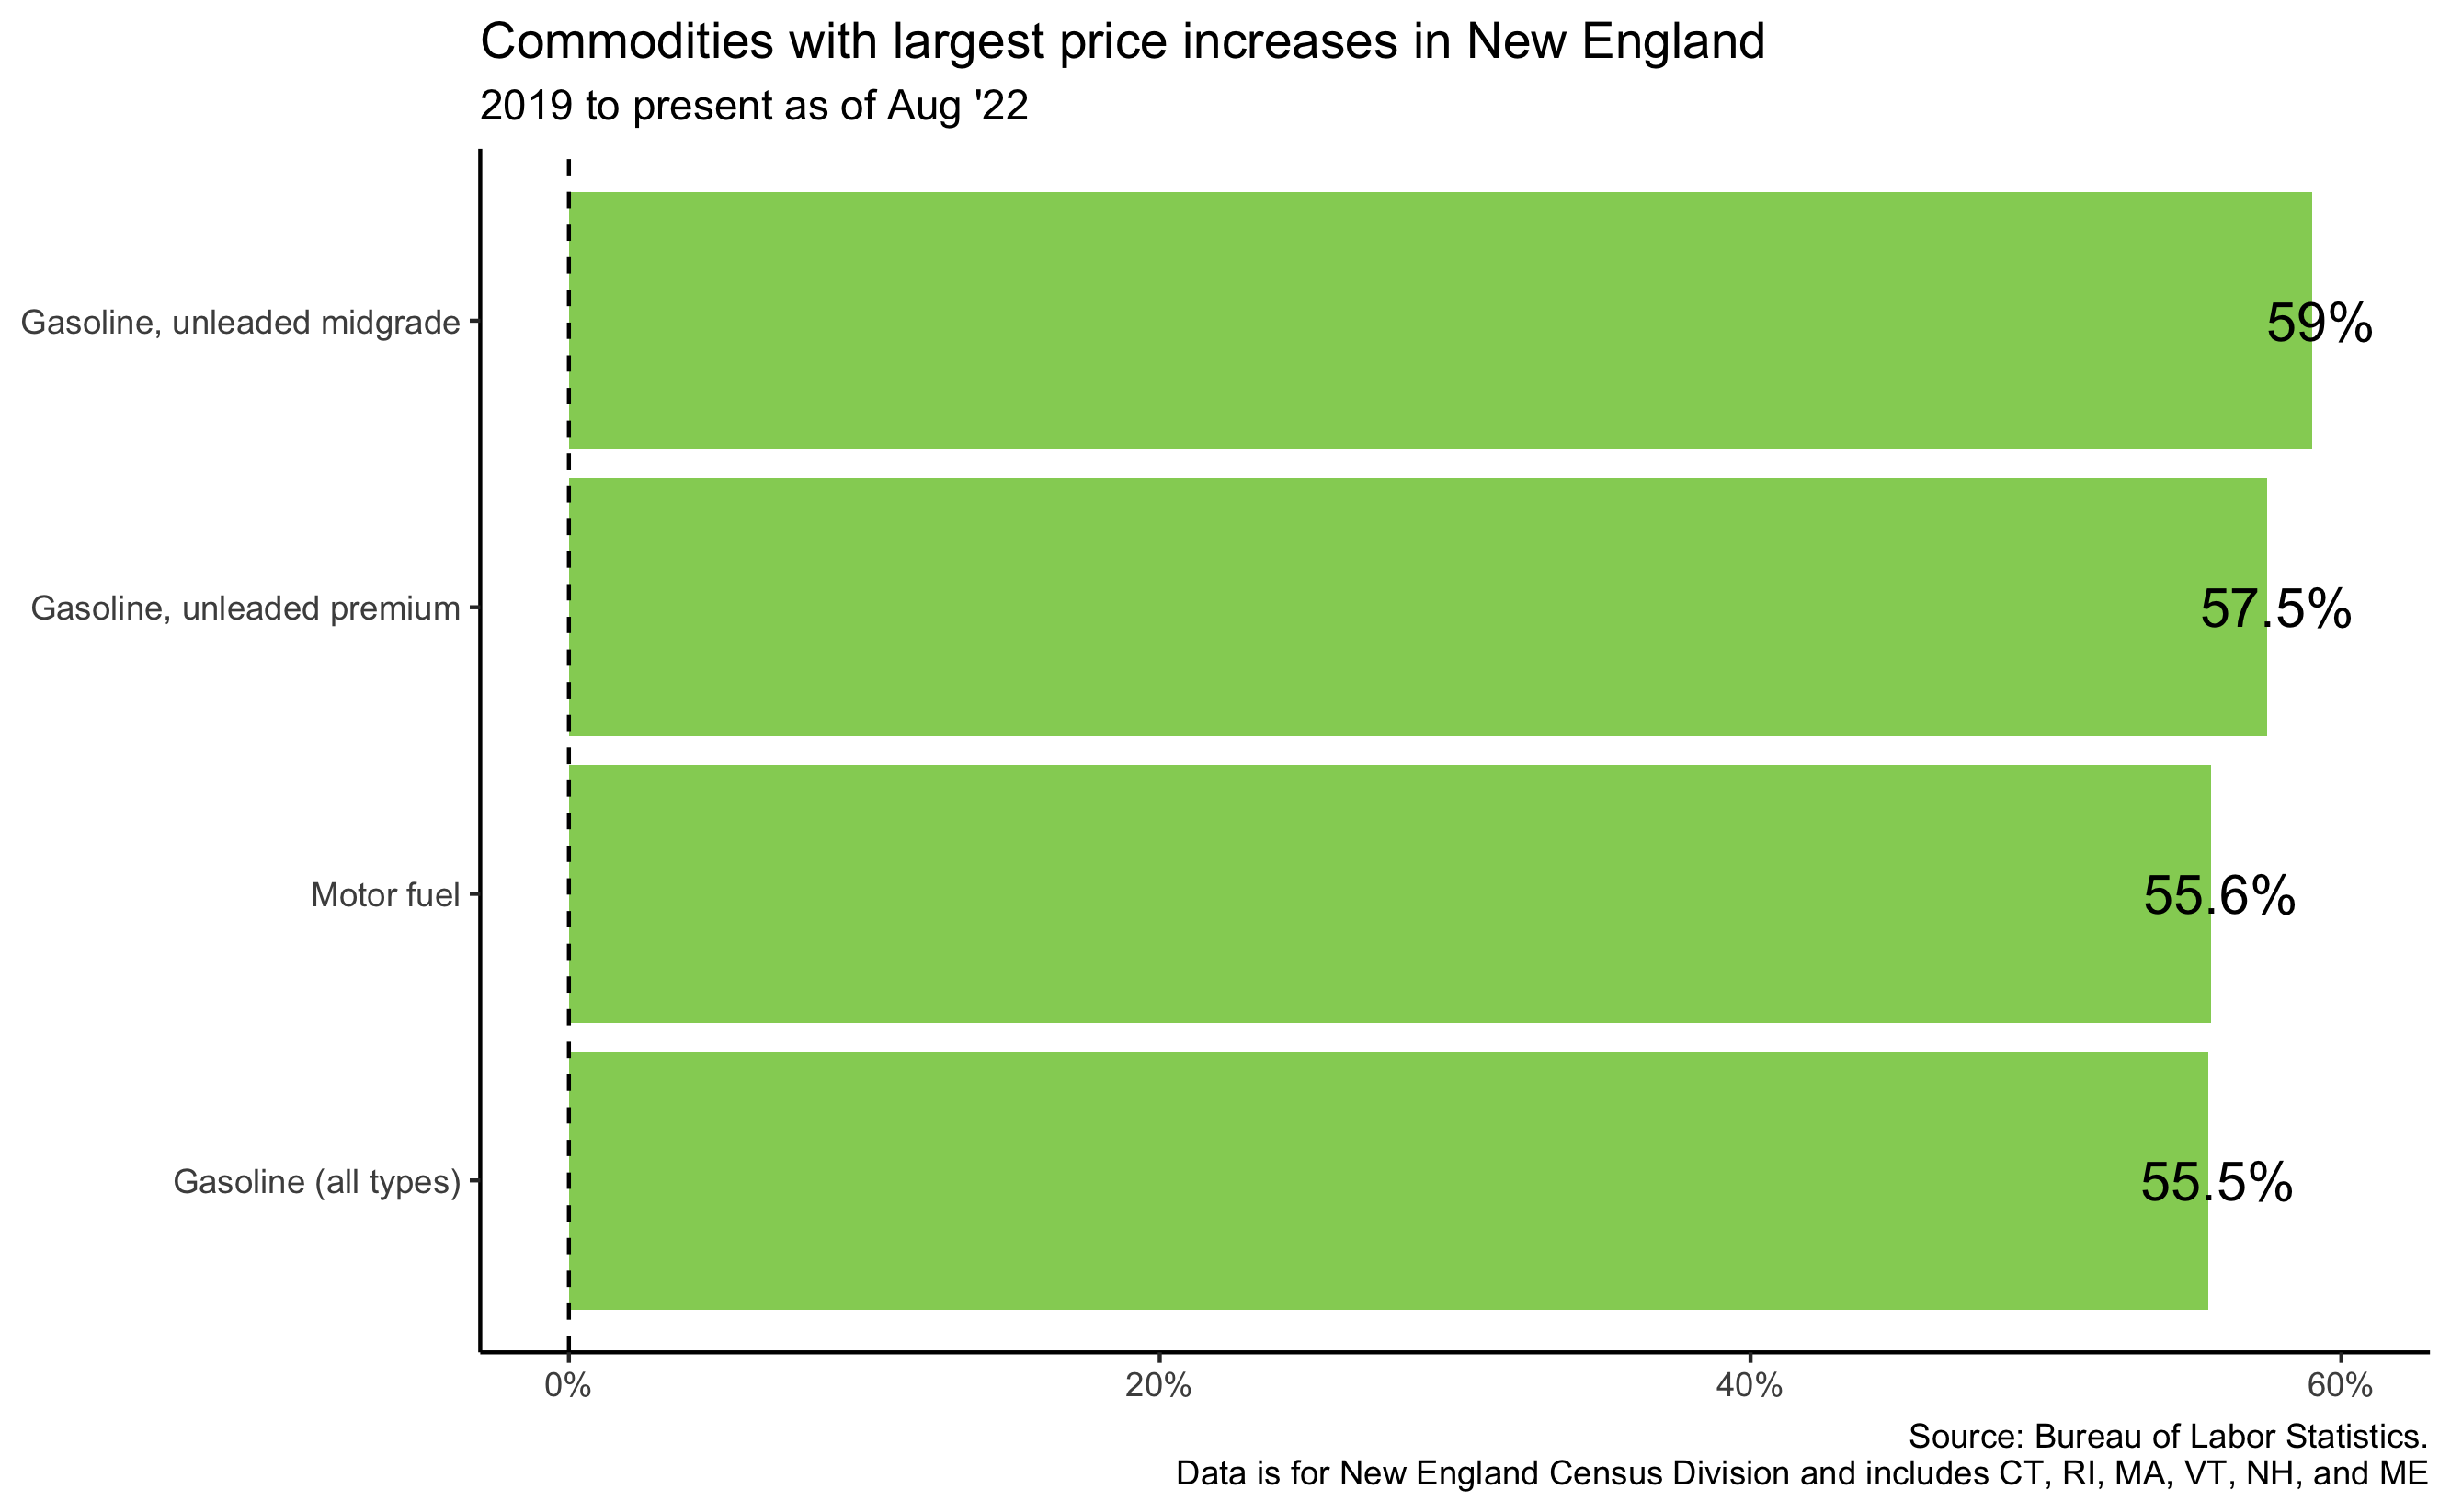 Commodities with largest price increases in New England
2019 to present as of Aug '22
Gasoline, unleaded midgrade
59%
Gasoline, unleaded premium
57.5%
Motor fuel
55.6%
Gasoline (all types)
55.5%
0%
20%
40%
60%
Source: Bureau of Labor Statistics.
Data is for New England Census Division and includes CT, RI, MA, VT, NH, and ME